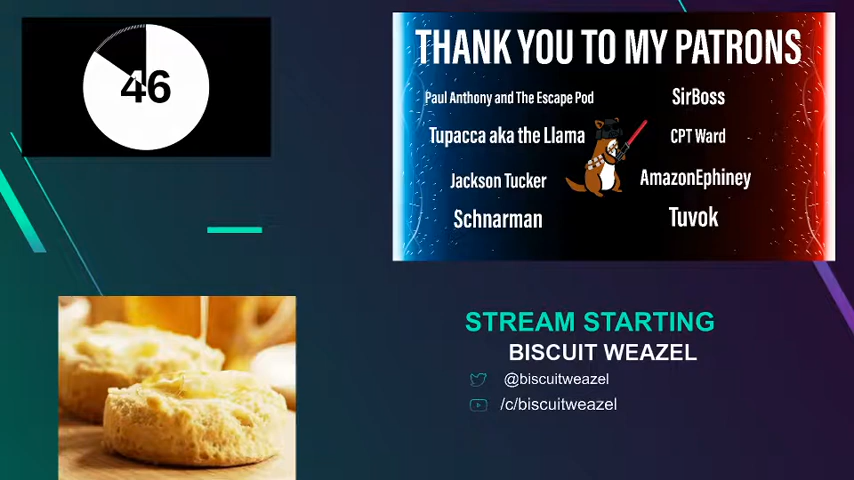 46
THANK YOU TO MY PATRONS
Paul Anthony and The Escape Pod
SirBoss
Tupacca aka the Llama
CPT Ward
Jackson Tucker
AmazonEphiney
Schnarman
Tuvok
STREAM STARTING
BISCUIT WEAZEL
@biscuitweazel
/c/biscuitweazel